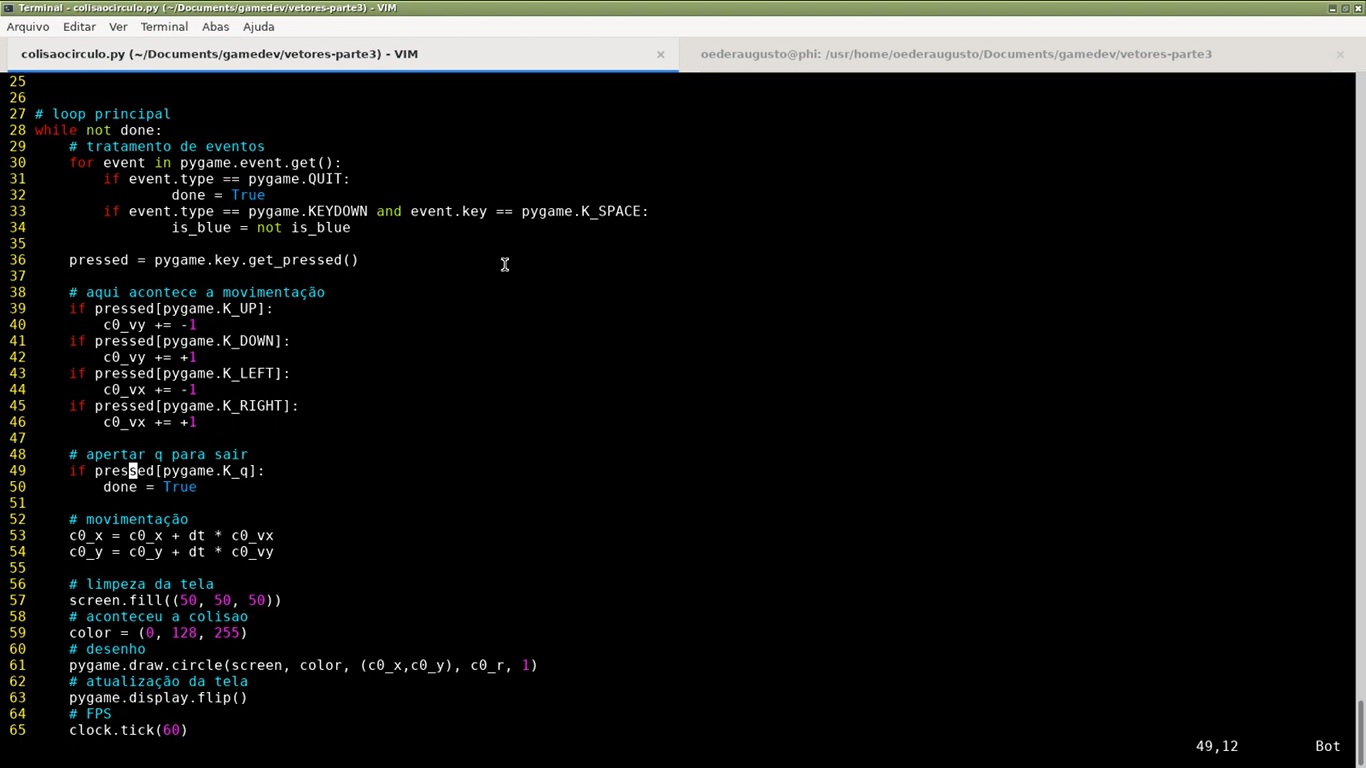 Terminal - colisaocirculo.py (~/Documents/gamedev/vetores-parte3) - VIM
Arquivo Editar Ver Terminal Abas Ajuda
colisaocirculo.py (~/Documents/gamedev/vetores-parte3) - VIM
oederaugusto@phi: /usr/home/oederaugusto/Documents/gamedev/vetores-parte3
25
26
27 # loop principal
28 while not done:
29     # tratamento de eventos
30     for event in pygame.event.get():
31         if event.type == pygame.QUIT:
32                 done = True
33         if event.type == pygame.KEYDOWN and event.key == pygame.K_SPACE:
34                 is_blue = not is_blue
35
36     pressed = pygame.key.get_pressed()
37
38     # aqui acontece a movimentação
39     if pressed[pygame.K_UP]:
40         c0_vy += -1
41     if pressed[pygame.K_DOWN]:
42         c0_vy += +1
43     if pressed[pygame.K_LEFT]:
44         c0_vx += -1
45     if pressed[pygame.K_RIGHT]:
46         c0_vx += +1
47
48     # apertar q para sair
49     if pressed[pygame.K_q]:
50         done = True
51
52     # movimentação
53     c0_x = c0_x + dt * c0_vx
54     c0_y = c0_y + dt * c0_vy
55
56     # limpeza da tela
57     screen.fill((50, 50, 50))
58     # aconteceu a colisao
59     color = (0, 128, 255)
60     # desenho
61     pygame.draw.circle(screen, color, (c0_x,c0_y), c0_r, 1)
62     # atualização da tela
63     pygame.display.flip()
64     # FPS
65     clock.tick(60)
49,12 Bot